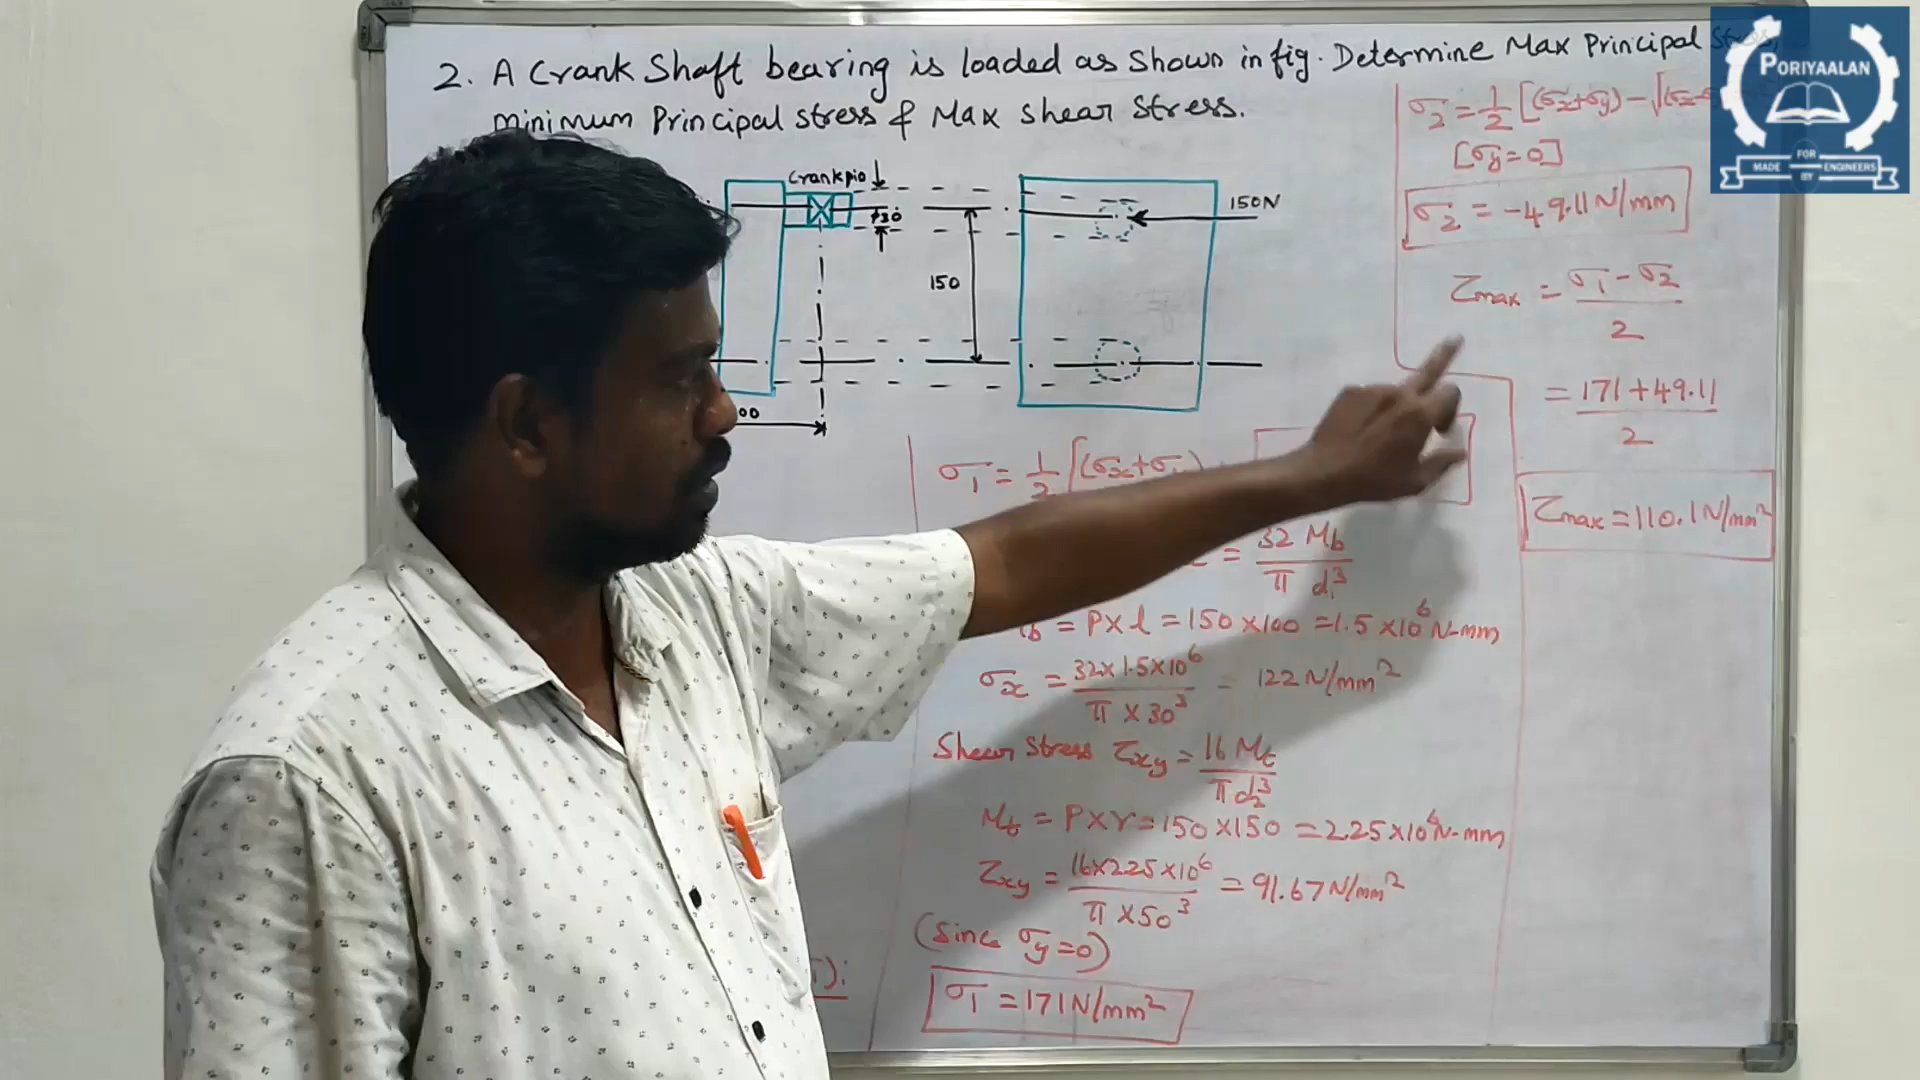 2. A Crank Shaft bearing is loaded as Shown in fig. Determine Max Principal
minimum Principal stress & Max Shear Stress.
Crankpin
φ30
150
150N
00
σ1 = 1/2 [(σx+σy)
= 32 Mb / π d1³
= P×l = 150×100 = 1.5×10⁶ N-mm
σx = 32×1.5×10⁶ / π×30³ = 122 N/mm²
Shear Stress τxy = 16 Mt / π d2³
Mt = P×r = 150×150 = 2.25×10⁶ N-mm
τxy = 16×2.25×10⁶ / π×50³ = 91.67 N/mm²
(Since σy=0)
σ1 = 171 N/mm²
σ2 = 1/2 [(σx+σy) - √(σx-σ
[σy=0]
σ2 = -49.11 N/mm
τmax = σ1 - σ2 / 2
= 171+49.11 / 2
τmax = 110.1 N/mm²
PORIYAALAN
MADE FOR BY ENGINEERS